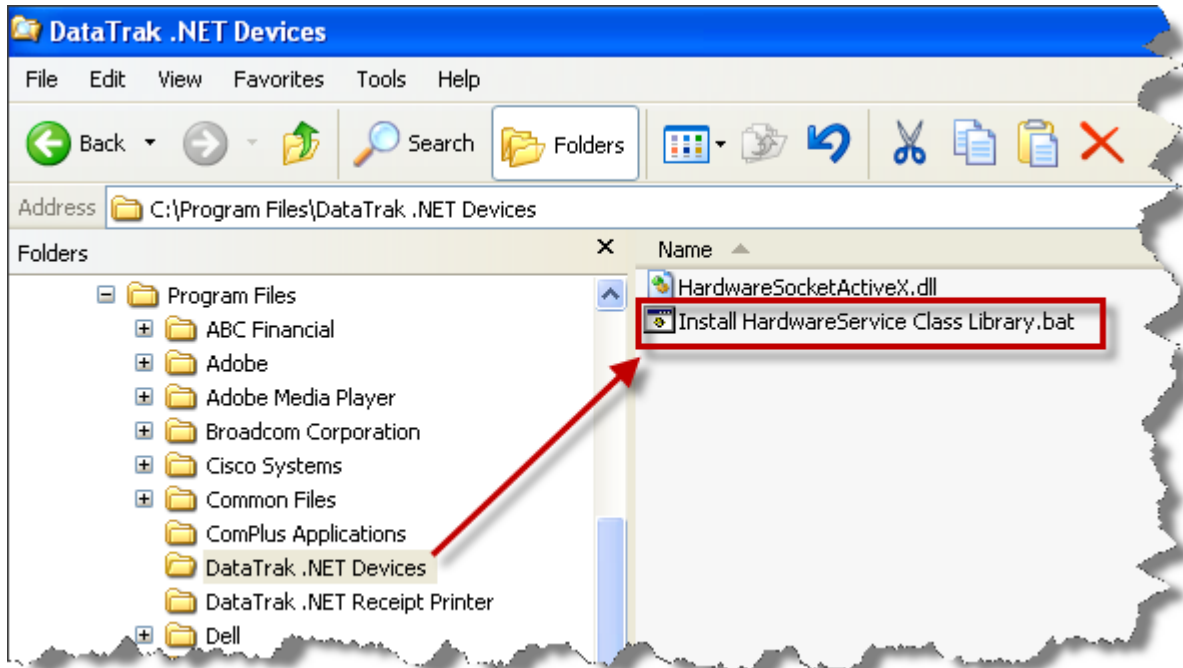 DataTrak .NET Devices
File Edit View Favorites Tools Help
Back Search Folders
Address C:\Program Files\DataTrak .NET Devices
Folders
Name
Program Files
ABC Financial
Adobe
Adobe Media Player
Broadcom Corporation
Cisco Systems
Common Files
ComPlus Applications
DataTrak .NET Devices
DataTrak .NET Receipt Printer
Dell
HardwareSocketActiveX.dll
Install HardwareService Class Library.bat